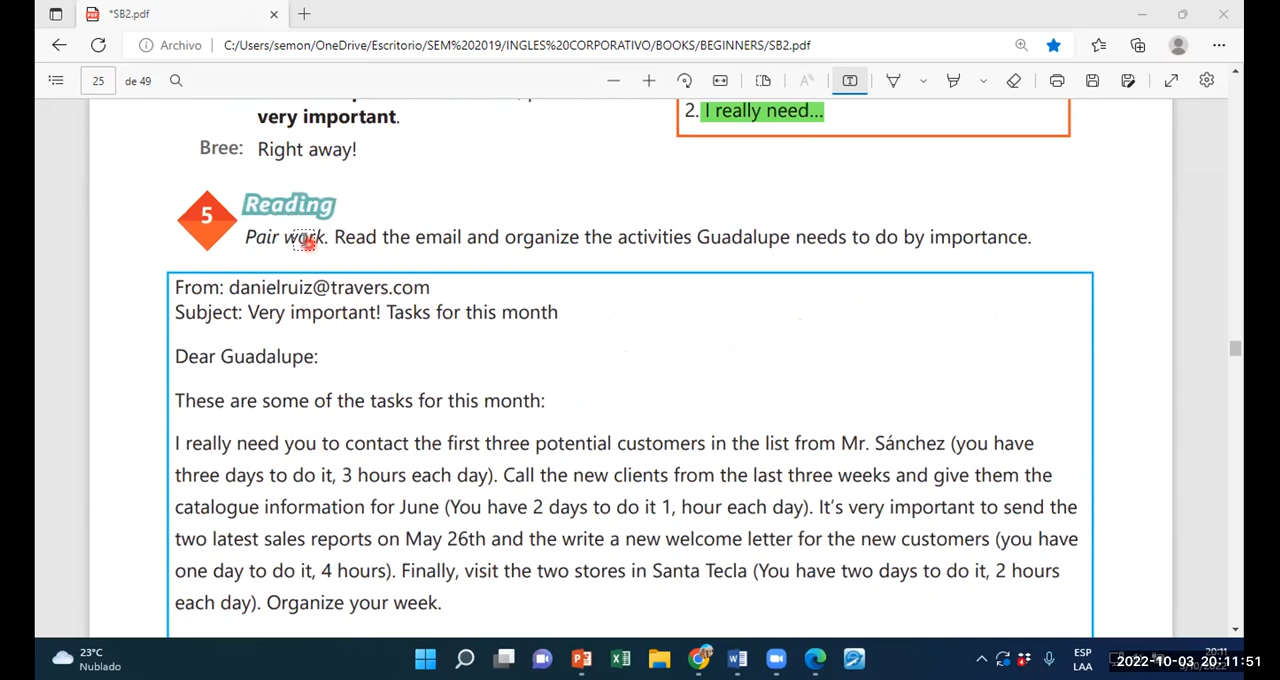 *SB2.pdf
Archivo | C:/Users/semon/OneDrive/Escritorio/SEM%202019/INGLES%20CORPORATIVO/BOOKS/BEGINNERS/SB2.pdf
25 de 49
very important.
2. I really need...
Bree: Right away!
5 Reading
Pair work. Read the email and organize the activities Guadalupe needs to do by importance.
From: danielruiz@travers.com
Subject: Very important! Tasks for this month
Dear Guadalupe:
These are some of the tasks for this month:
I really need you to contact the first three potential customers in the list from Mr. Sánchez (you have
three days to do it, 3 hours each day). Call the new clients from the last three weeks and give them the
catalogue information for June (You have 2 days to do it 1, hour each day). It's very important to send the
two latest sales reports on May 26th and the write a new welcome letter for the new customers (you have
one day to do it, 4 hours). Finally, visit the two stores in Santa Tecla (You have two days to do it, 2 hours
each day). Organize your week.
23°C
Nublado
ESP
LAA
20:11
2022-10-03 20:11:51